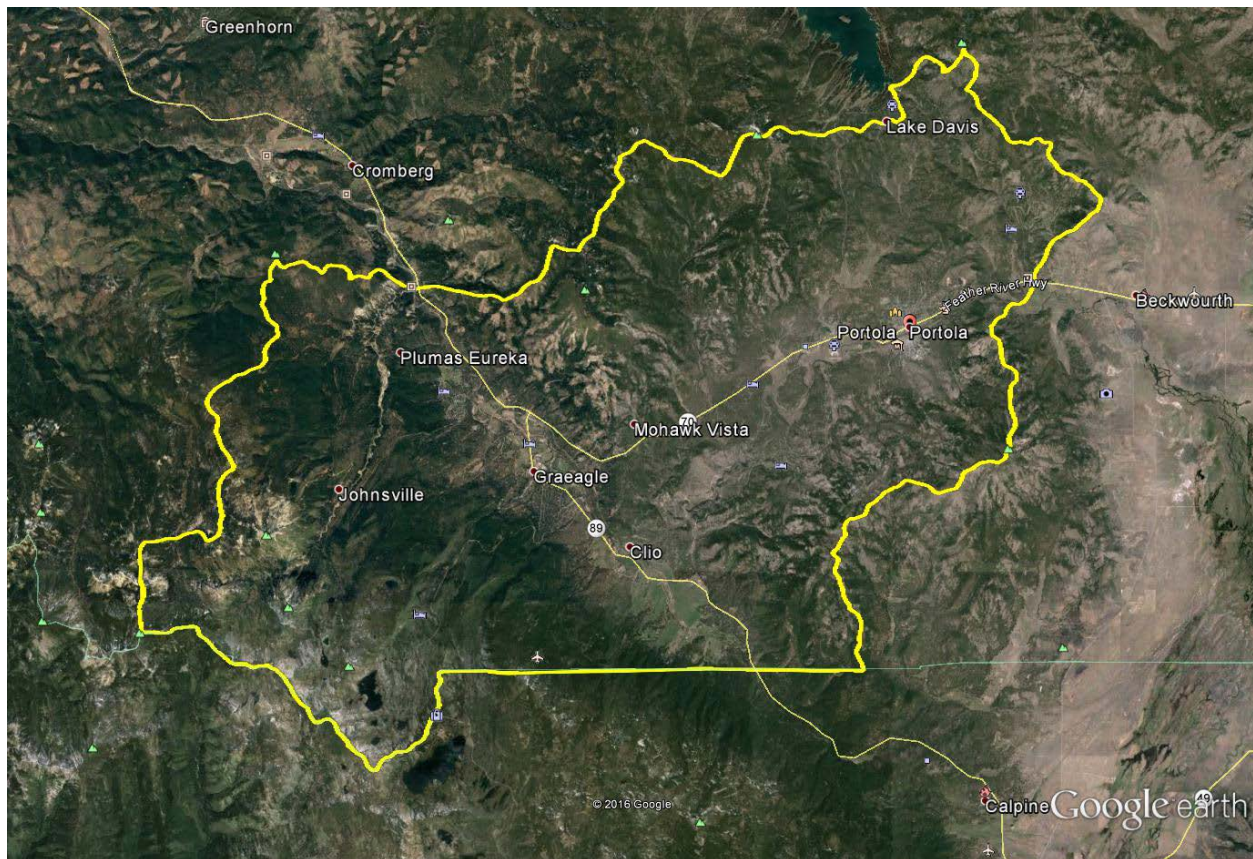 Greenhorn
Lake Davis
Cromberg
Feather River Hwy
Beckwourth
Portola
Portola
Plumas Eureka
70
Mohawk Vista
Graeagle
Johnsville
89
Clio
© 2016 Google
Calpine
Google earth
49